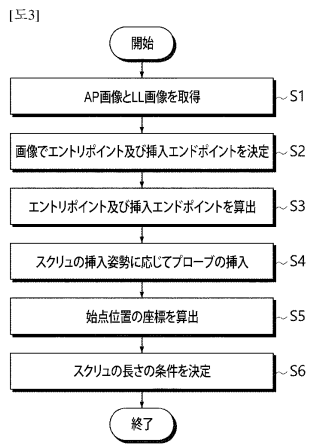 [도3]
開始
AP画像とLL画像を取得 S1
画像でエントリポイント及び挿入エンドポイントを決定 S2
エントリポイント及び挿入エンドポイントを算出 S3
スクリュの挿入姿勢に応じてプローブの挿入 S4
始点位置の座標を算出 S5
スクリュの長さの条件を決定 S6
終了